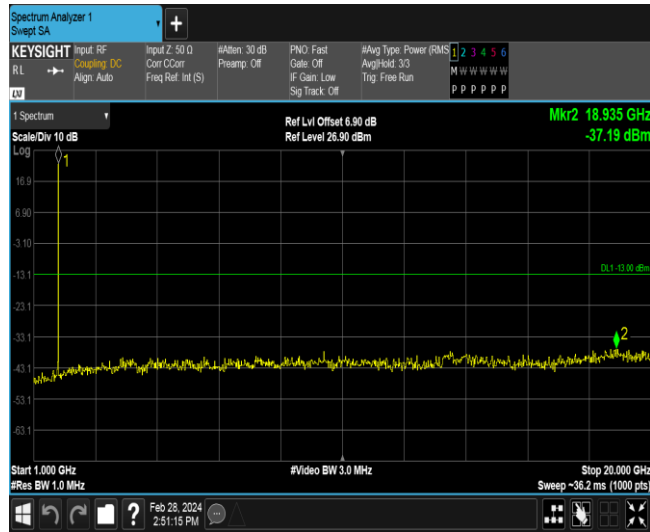 Spectrum Analyzer 1
Swept SA
KEYSIGHT
RL
LXI
Input: RF
Coupling: DC
Align: Auto
Input Z: 50 Ω
Corr CCorr
Freq Ref: Int (S)
#Atten: 30 dB
Preamp: Off
PNO: Fast
Gate: Off
IF Gain: Low
Sig Track: Off
#Avg Type: Power (RMS
Avg|Hold: 3/3
Trig: Free Run
1 2 3 4 5 6
M W W W W W
P P P P P P
1 Spectrum
Scale/Div 10 dB
Log
Ref Lvl Offset 6.90 dB
Ref Level 26.90 dBm
Mkr2 18.935 GHz
-37.19 dBm
1
16.9
6.90
-3.10
-13.1
DL1 -13.00 dBm
-23.1
-33.1
2
-43.1
-53.1
-63.1
Start 1.000 GHz
#Res BW 1.0 MHz
#Video BW 3.0 MHz
Stop 20.000 GHz
Sweep ~36.2 ms (1000 pts)
?
Feb 28, 2024
2:51:15 PM